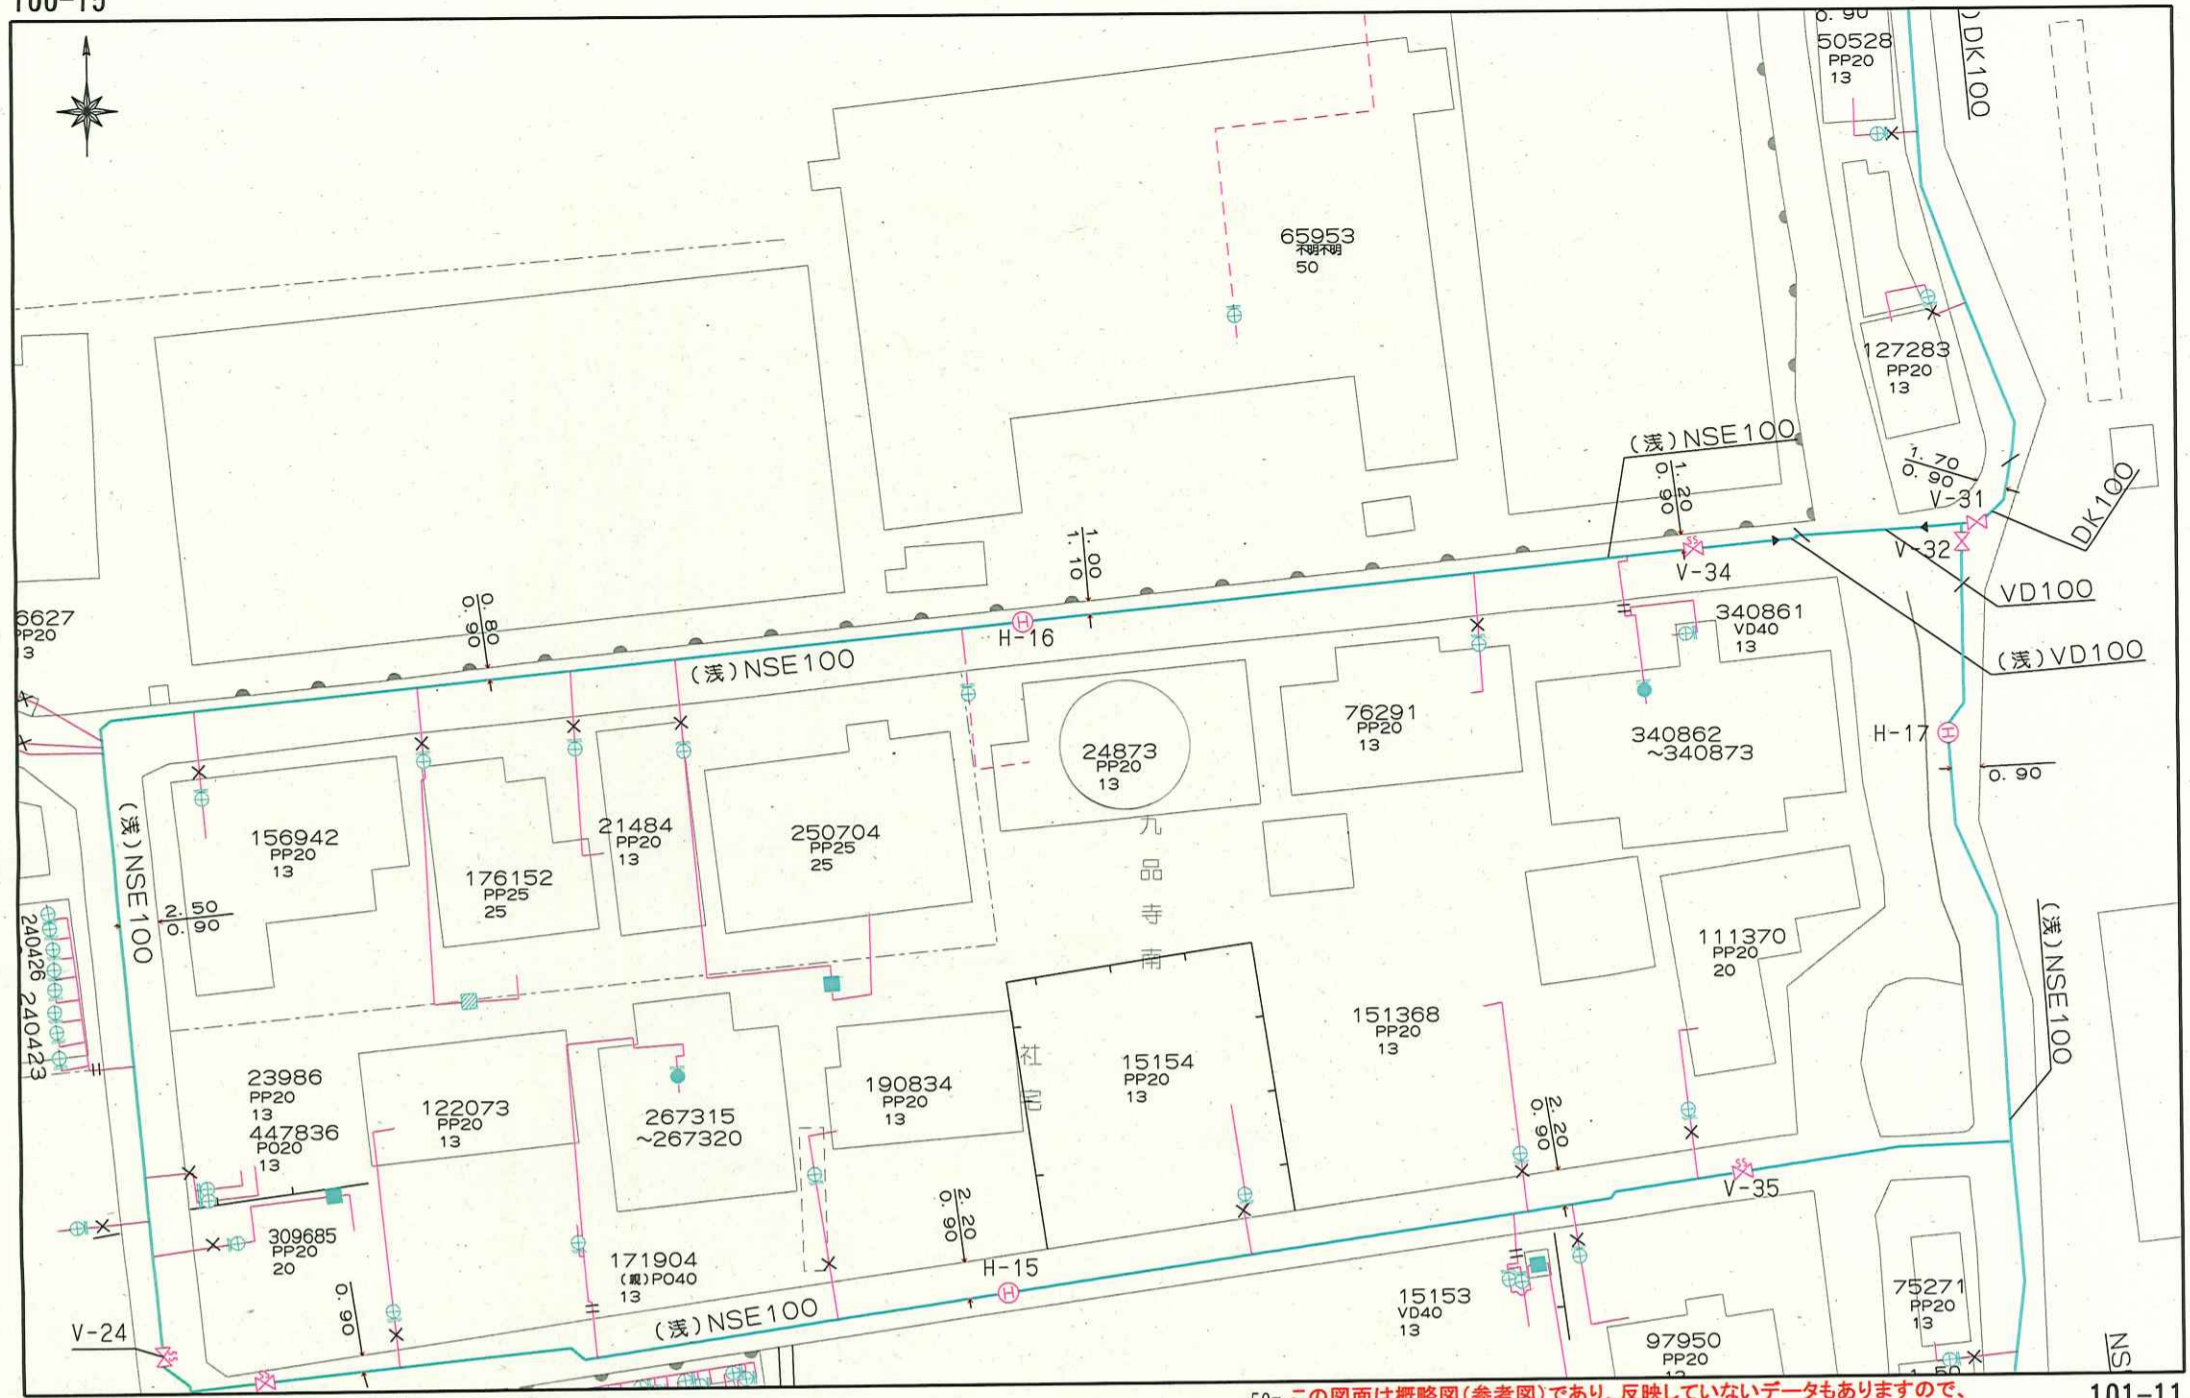 0.90
50528
PP20
13
)DK100
65953
不明不明
50
127283
PP20
13
(浅)NSE100
1.20
0.90
1.70
0.90
V-31
DK100
V-32
V-34
VD100
(浅)VD100
1.00
1.10
0.80
0.90
6627
PP20
H-16
(浅)NSE100
340861
VD40
13
76291
PP20
13
340862
~340873
H-17
0.90
24873
PP20
13
(浅)NSE100
156942
PP20
13
176152
PP25
25
21484
PP20
13
250704
PP25
25
九品寺南
2.50
0.90
240426
240423
111370
PP20
20
(浅)NSE100
151368
PP20
13
15154
PP20
13
23986
PP20
13
447836
PO20
13
122073
PP20
13
267315
~267320
190834
PP20
13
社宅
2.20
0.90
2.20
0.90
V-35
309685
PP20
20
0.90
171904
(親)PO40
13
H-15
(浅)NSE100
15153
VD40
13
75271
PP20
13
97950
PP20
V-24
NS
この図面は概略図(参考図)であり、反映していないデータもありますので、
101-11